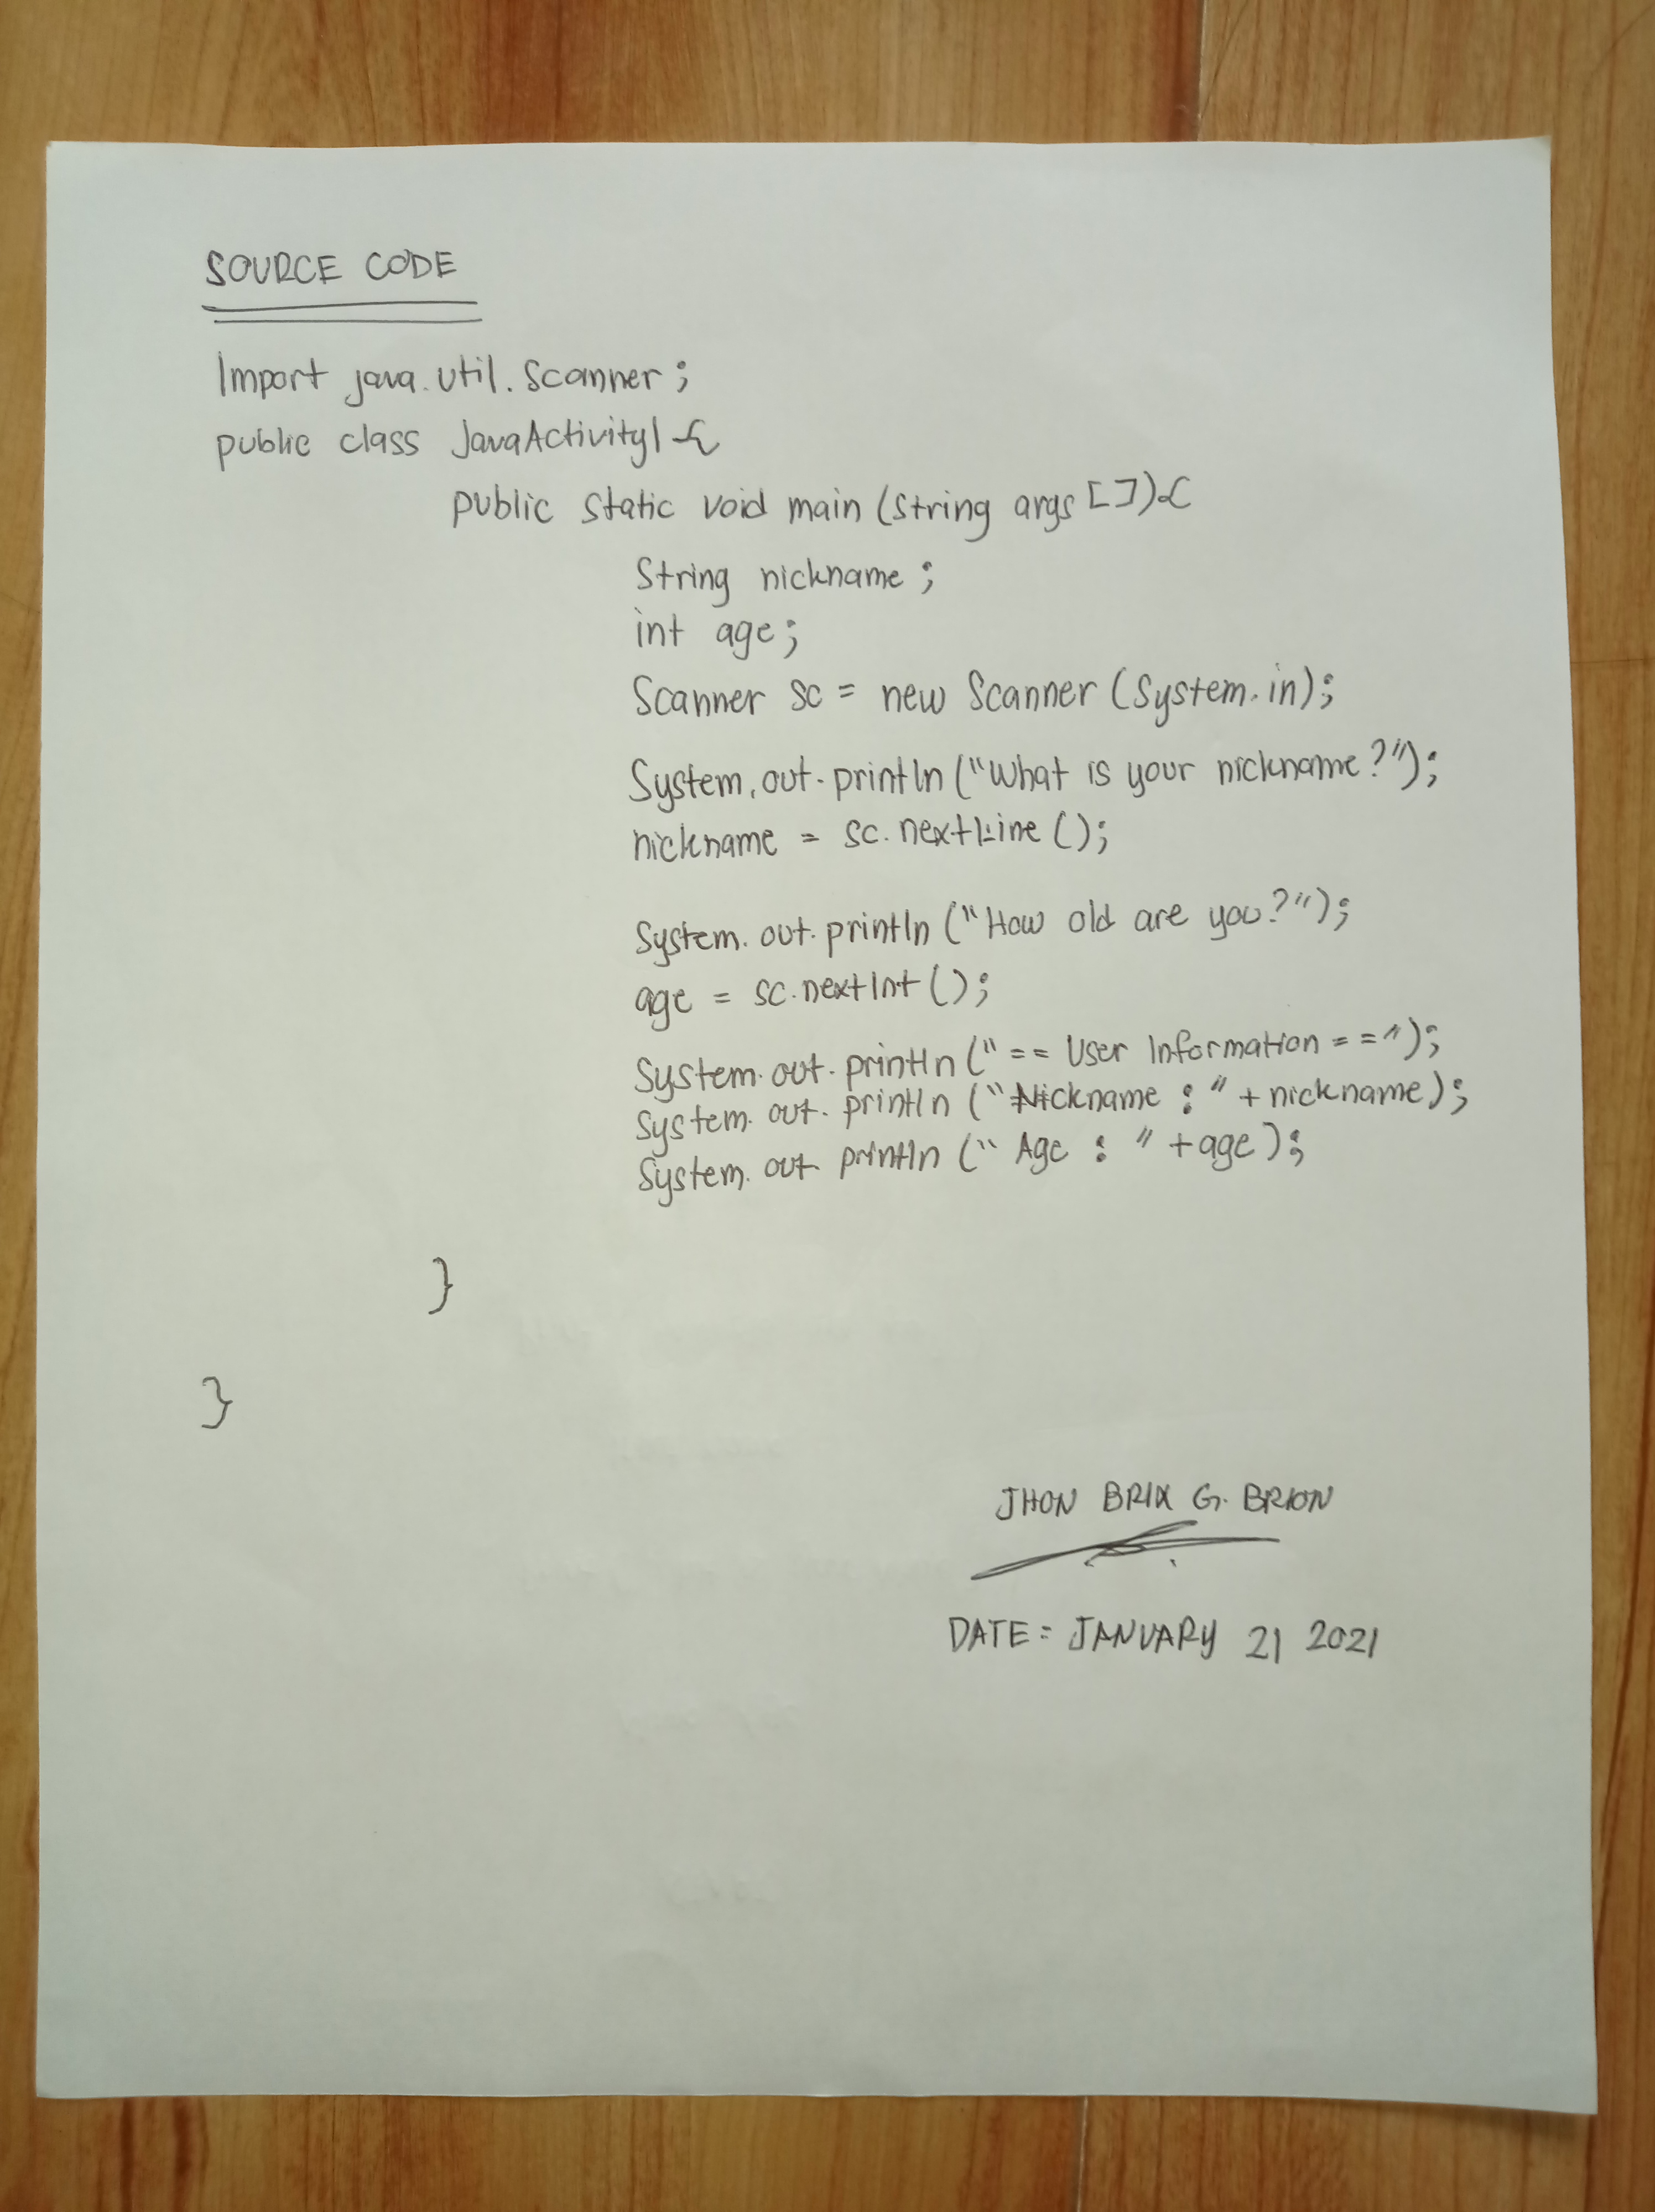 SOURCE CODE
Import java.util.Scanner;
public class JavaActivity1 {
public static void main (String args []){
String nickname;
int age;
Scanner sc = new Scanner (System.in);
System.out.println ("What is your nickname?");
nickname = sc.nextLine ();
System.out.println ("How old are you?");
age = sc.nextInt ();
System.out.println ("== User Information ==");
System.out.println ("Nickname : " + nickname);
System.out println (" Age : " + age);
}
}
JHON BRIX G. BRION
DATE = JANUARY 21 2021